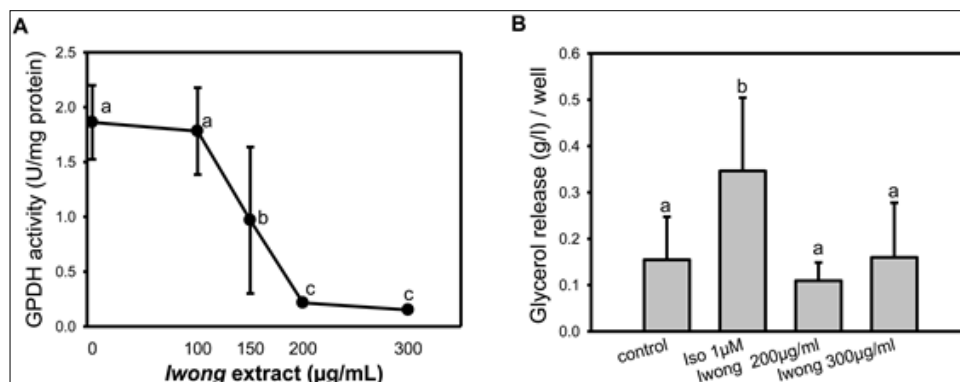 A
GPDH activity (U/mg protein)
2.5
2.0
1.5
1.0
0.5
0.0
a
a
b
c
c
0
100
150
200
300
Iwong extract (µg/mL)
B
Glycerol release (g/l) / well
0.6
0.5
0.4
0.3
0.2
0.1
0.0
a
b
a
a
control
Iso 1µM
Iwong 200µg/ml
Iwong 300µg/ml